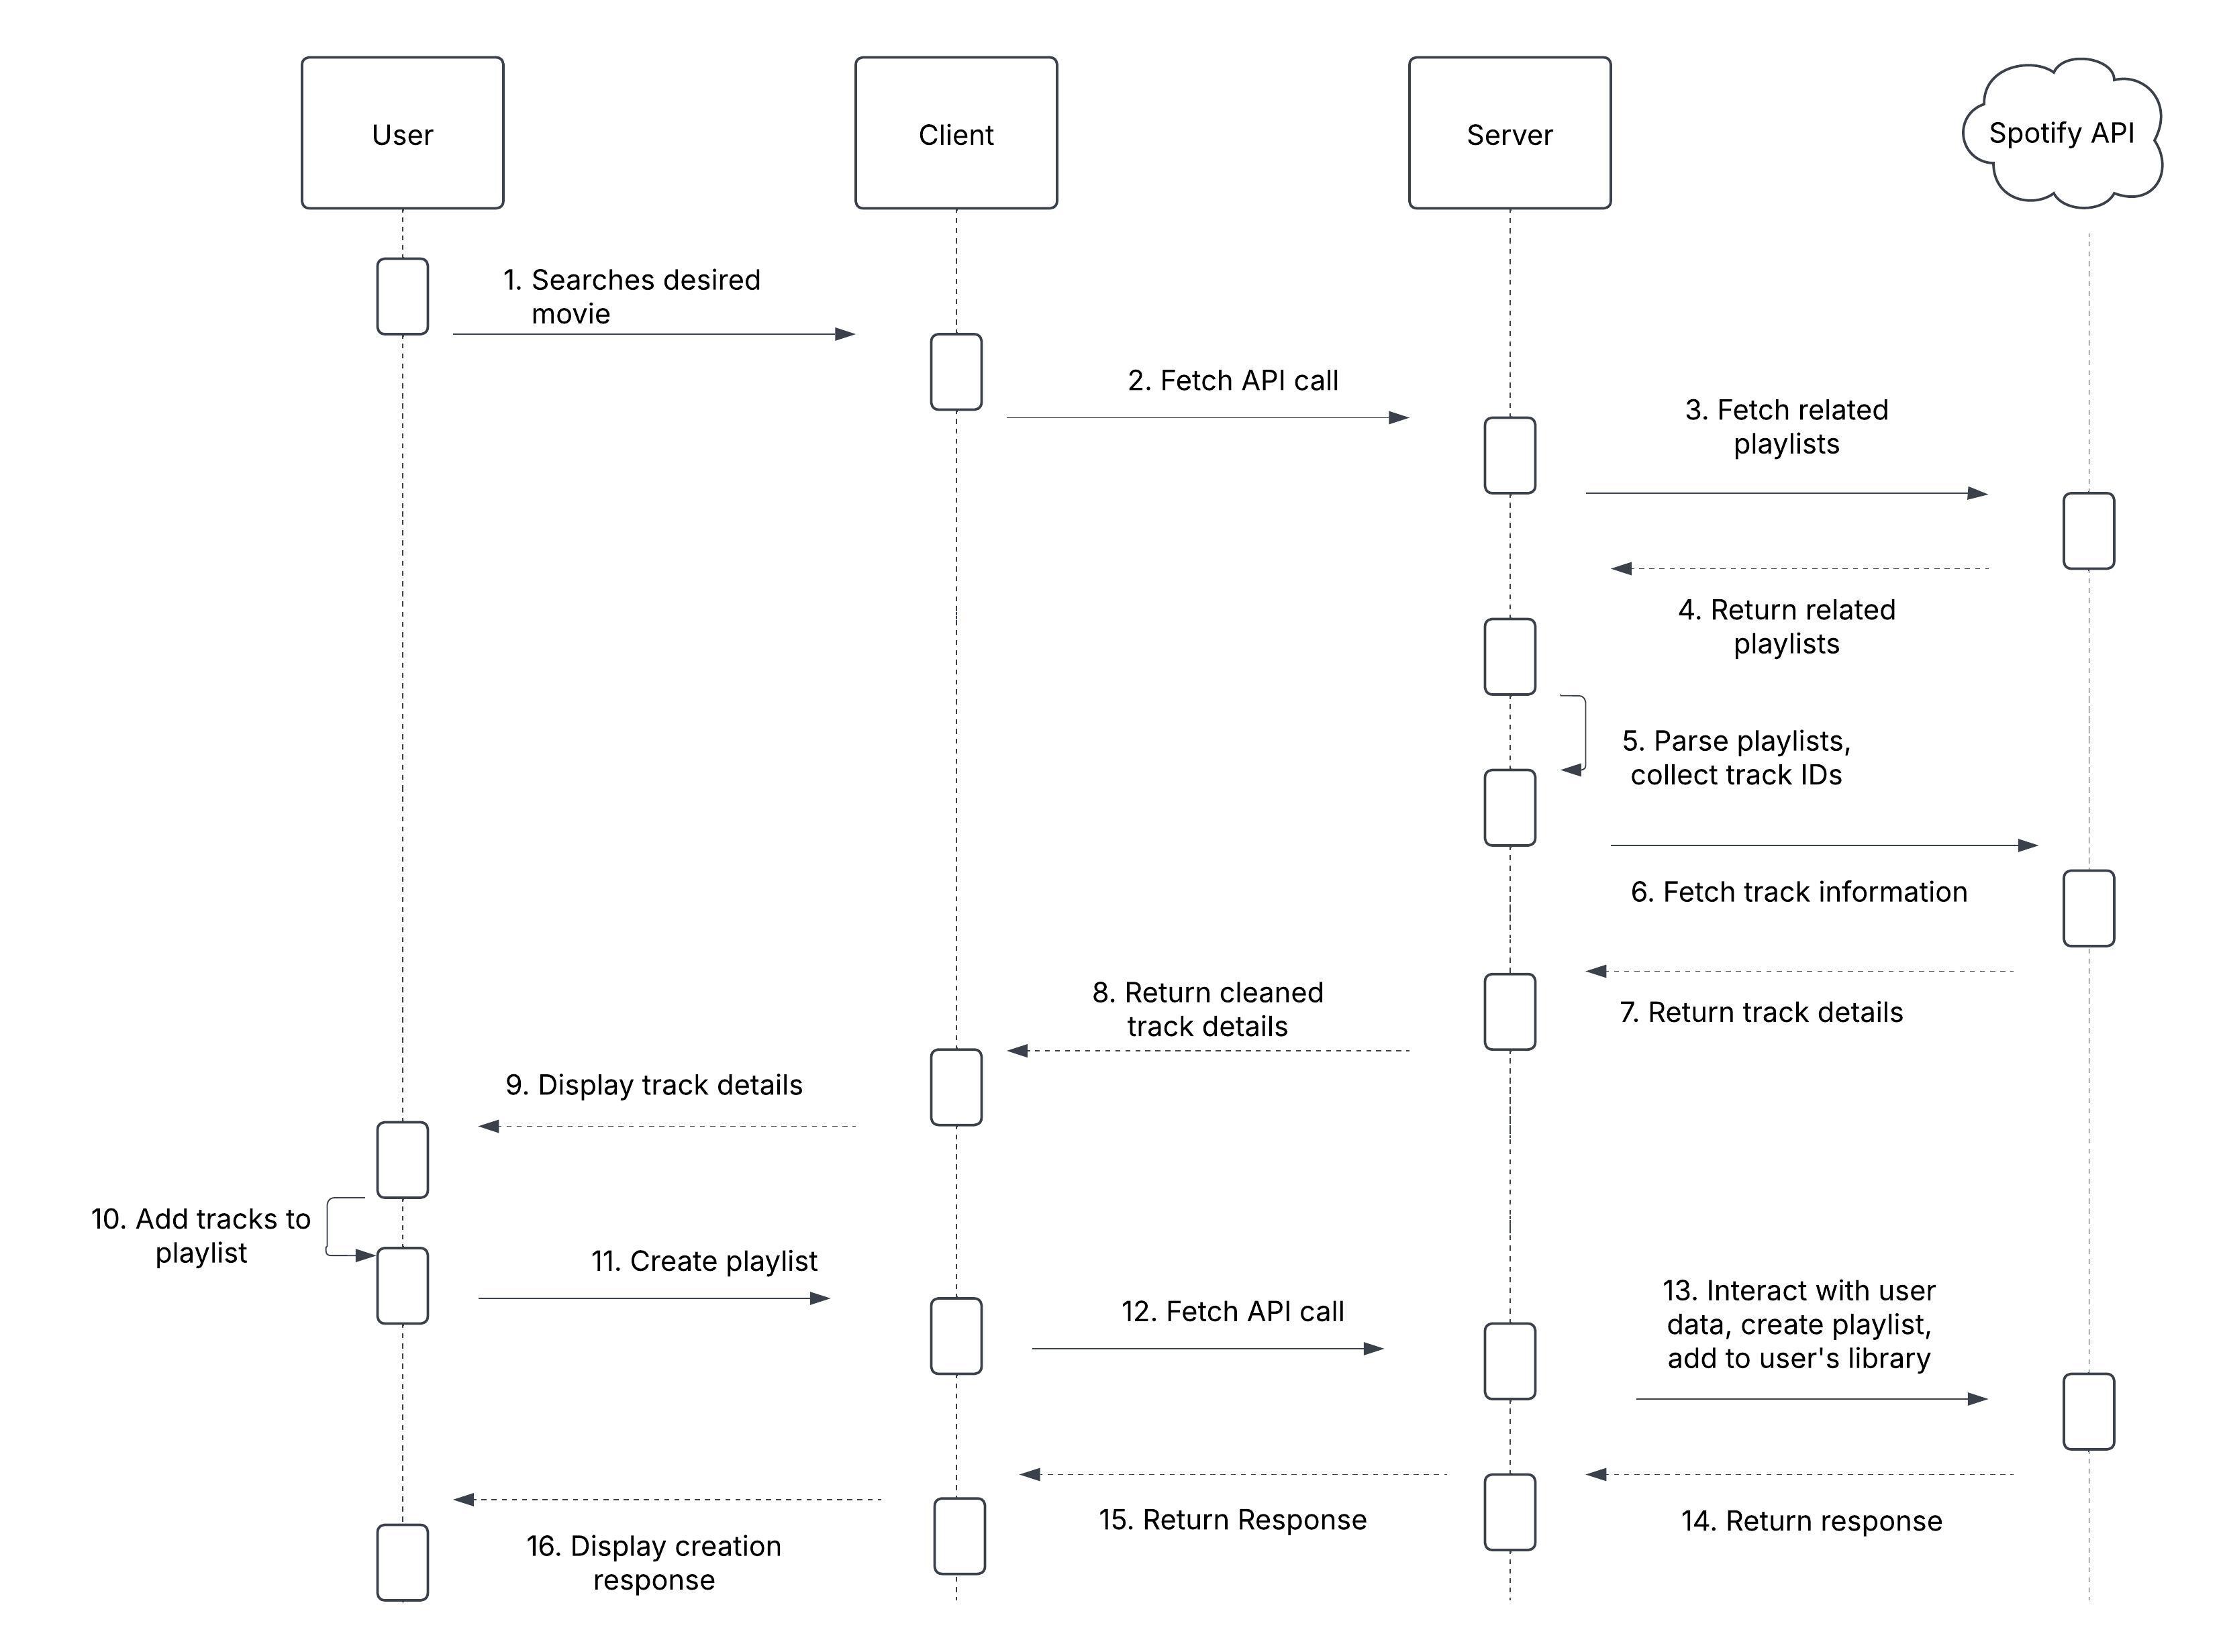 User
Client
Server
Spotify API
1. Searches desired
movie
2. Fetch API call
3. Fetch related
playlists
4. Return related
playlists
5. Parse playlists,
collect track IDs
6. Fetch track information
7. Return track details
8. Return cleaned
track details
9. Display track details
10. Add tracks to
playlist
11. Create playlist
12. Fetch API call
13. Interact with user
data, create playlist,
add to user's library
14. Return response
15. Return Response
16. Display creation
response